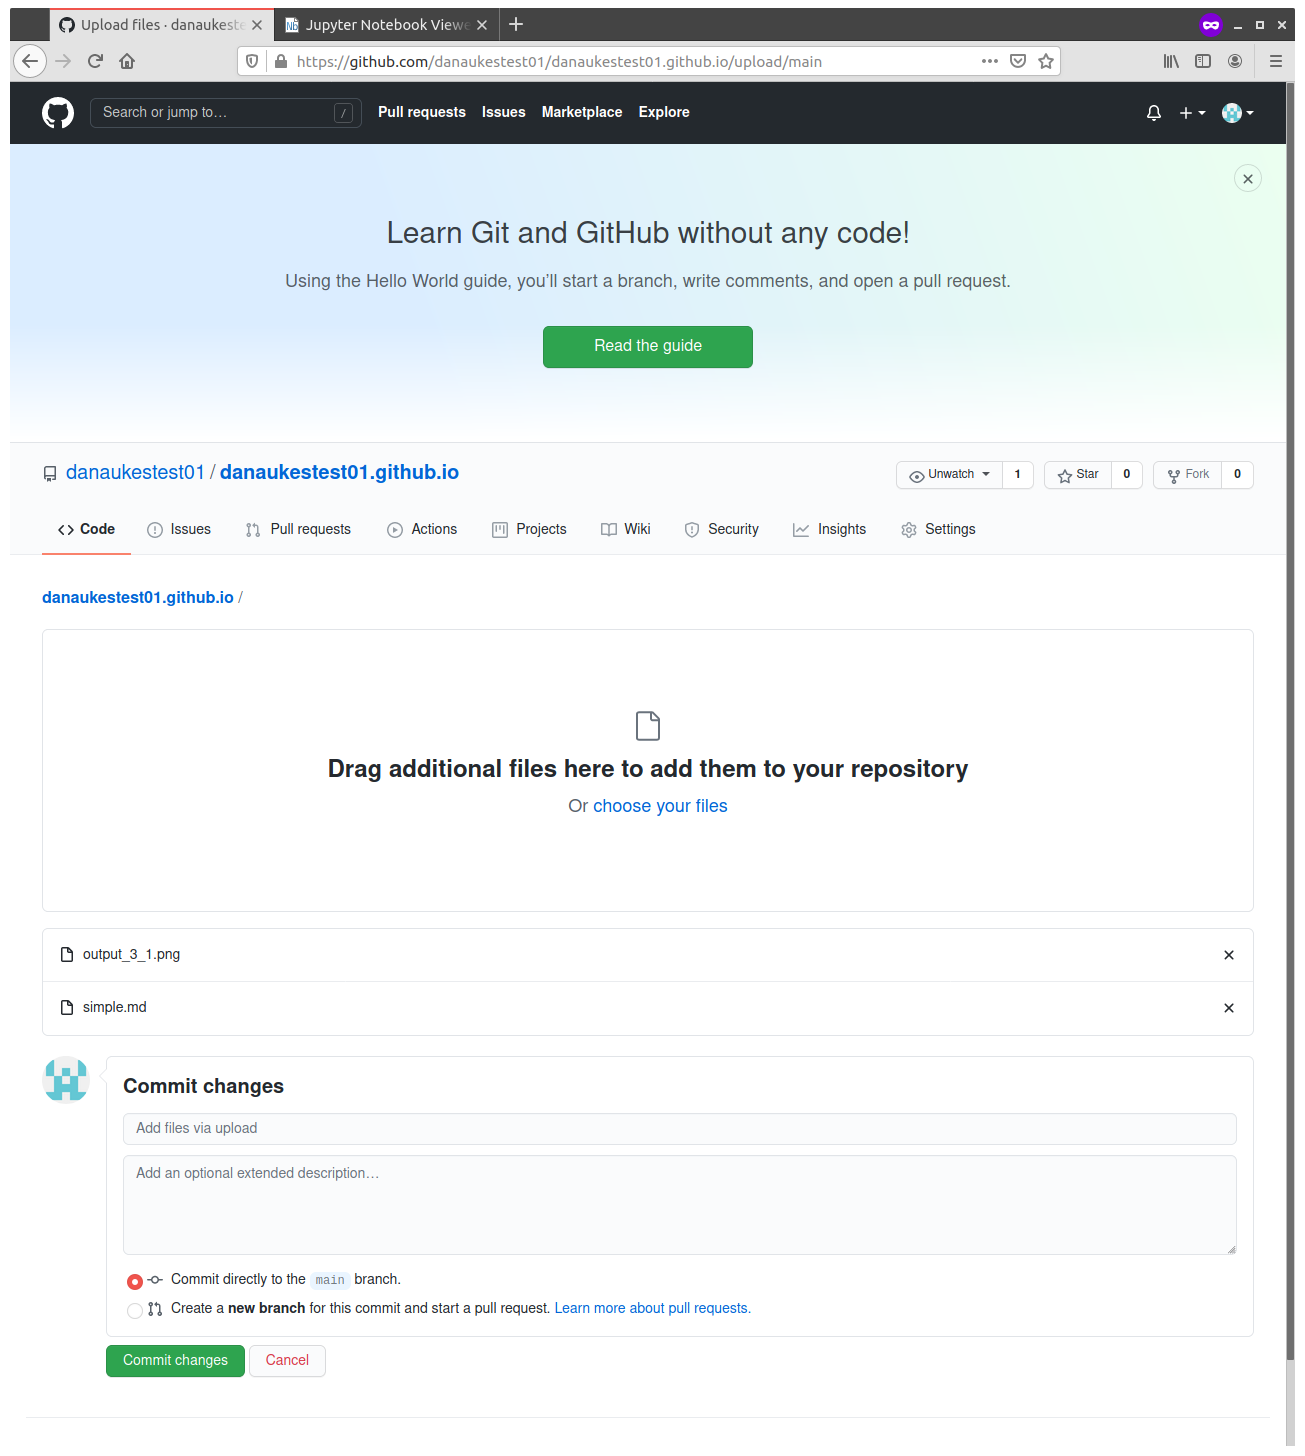 Upload files · danaukeste
Jupyter Notebook Viewe
https://github.com/danaukestest01/danaukestest01.github.io/upload/main
Search or jump to… /
Pull requests Issues Marketplace Explore
Learn Git and GitHub without any code!
Using the Hello World guide, you’ll start a branch, write comments, and open a pull request.
Read the guide
danaukestest01 / danaukestest01.github.io
Unwatch 1 Star 0 Fork 0
Code Issues Pull requests Actions Projects Wiki Security Insights Settings
danaukestest01.github.io /
Drag additional files here to add them to your repository
Or choose your files
output_3_1.png
simple.md
Commit changes
Add files via upload
Add an optional extended description…
Commit directly to the main branch.
Create a new branch for this commit and start a pull request. Learn more about pull requests.
Commit changes Cancel